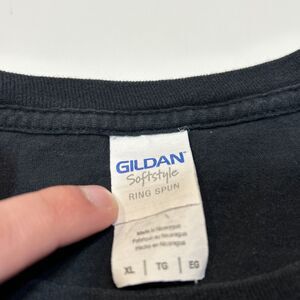 GILDAN
Softstyle
RING SPUN
Made in Nicaragua
Fabriqué au Nicaragua
Hecho en Nicaragua
XL | TG | EG